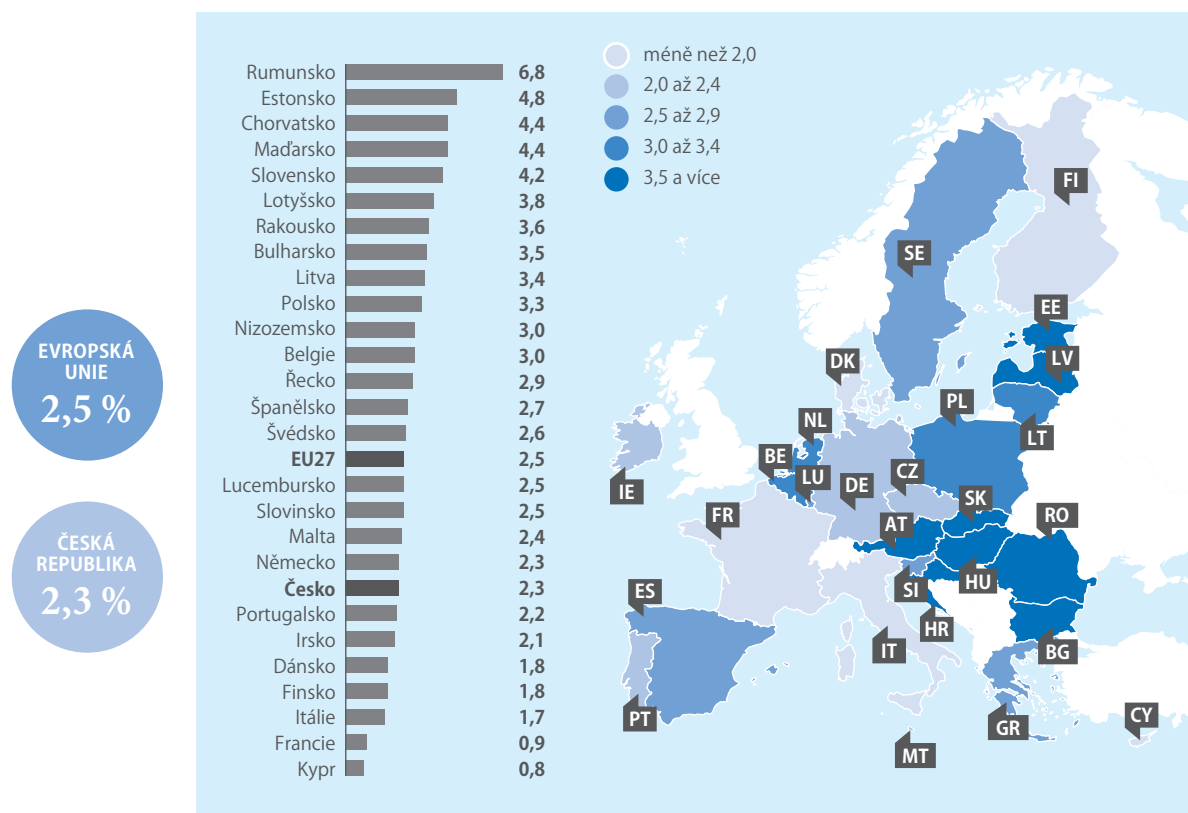 EVROPSKÁ
UNIE
2,5 %
ČESKÁ
REPUBLIKA
2,3 %
Rumunsko 6,8
Estonsko 4,8
Chorvatsko 4,4
Maďarsko 4,4
Slovensko 4,2
Lotyšsko 3,8
Rakousko 3,6
Bulharsko 3,5
Litva 3,4
Polsko 3,3
Nizozemsko 3,0
Belgie 3,0
Řecko 2,9
Španělsko 2,7
Švédsko 2,6
EU27 2,5
Lucembursko 2,5
Slovinsko 2,5
Malta 2,4
Německo 2,3
Česko 2,3
Portugalsko 2,2
Irsko 2,1
Dánsko 1,8
Finsko 1,8
Itálie 1,7
Francie 0,9
Kypr 0,8
méně než 2,0
2,0 až 2,4
2,5 až 2,9
3,0 až 3,4
3,5 a více
FI
SE
EE
LV
DK
PL
NL
LT
BE
LU
DE
CZ
IE
SK
FR
AT
RO
HU
SI
ES
HR
IT
BG
PT
GR
CY
MT